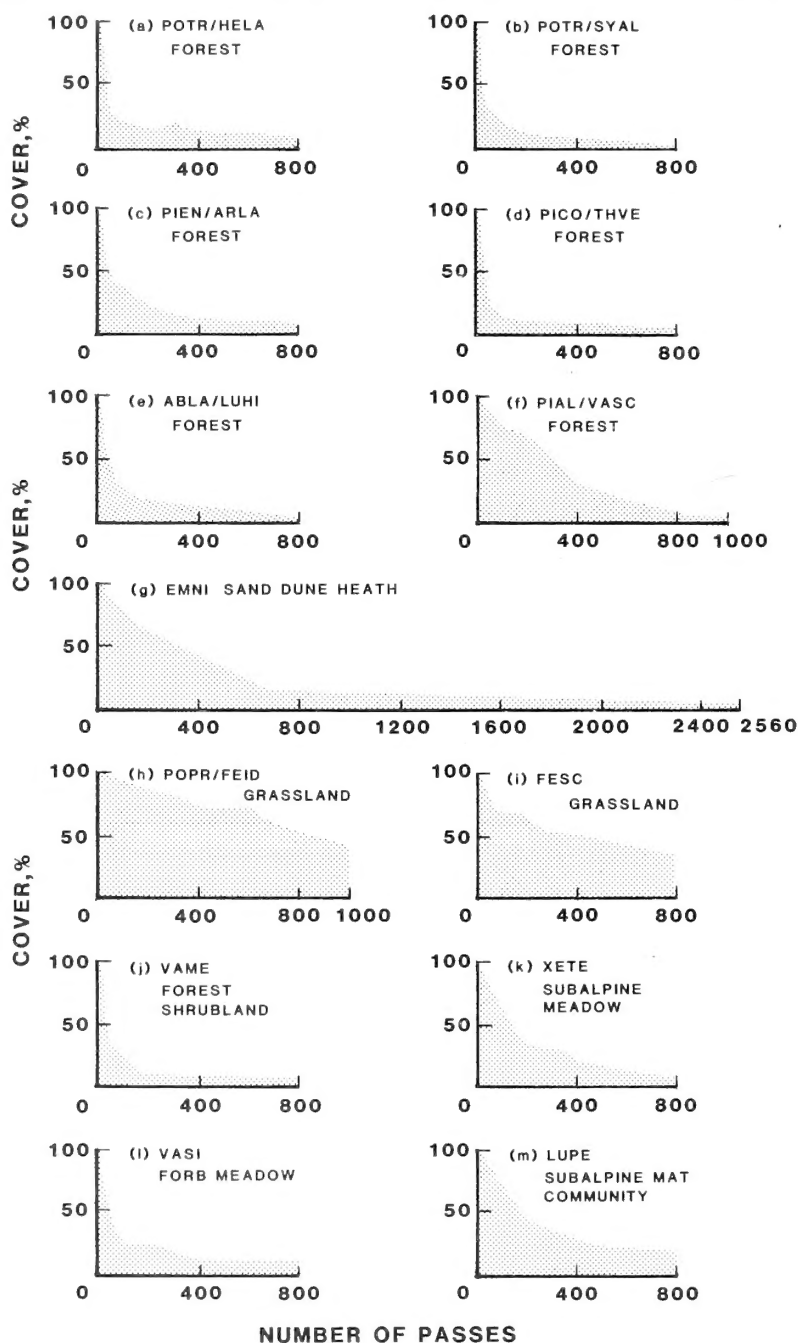 (a) POTR/HELA
FOREST
100
50
0
400
800
(b) POTR/SYAL
FOREST
100
50
0
400
800
COVER,%
(c) PIEN/ARLA
FOREST
100
50
0
400
800
(d) PICO/THVE
FOREST
100
50
0
400
800
(e) ABLA/LUHI
FOREST
100
50
0
400
800
(f) PIAL/VASC
FOREST
100
50
0
400
800 1000
COVER,%
(g) EMNI SAND DUNE HEATH
100
50
0
400
800
1200
1600
2000
2400 2560
(h) POPR/FEID
GRASSLAND
100
50
0
400
800 1000
(i) FESC
GRASSLAND
100
50
0
400
800
COVER,%
(j) VAME
FOREST
SHRUBLAND
100
50
0
400
800
(k) XETE
SUBALPINE
MEADOW
100
50
0
400
800
(l) VASI
FORB MEADOW
100
50
0
400
800
(m) LUPE
SUBALPINE MAT
COMMUNITY
100
50
0
400
800
NUMBER OF PASSES